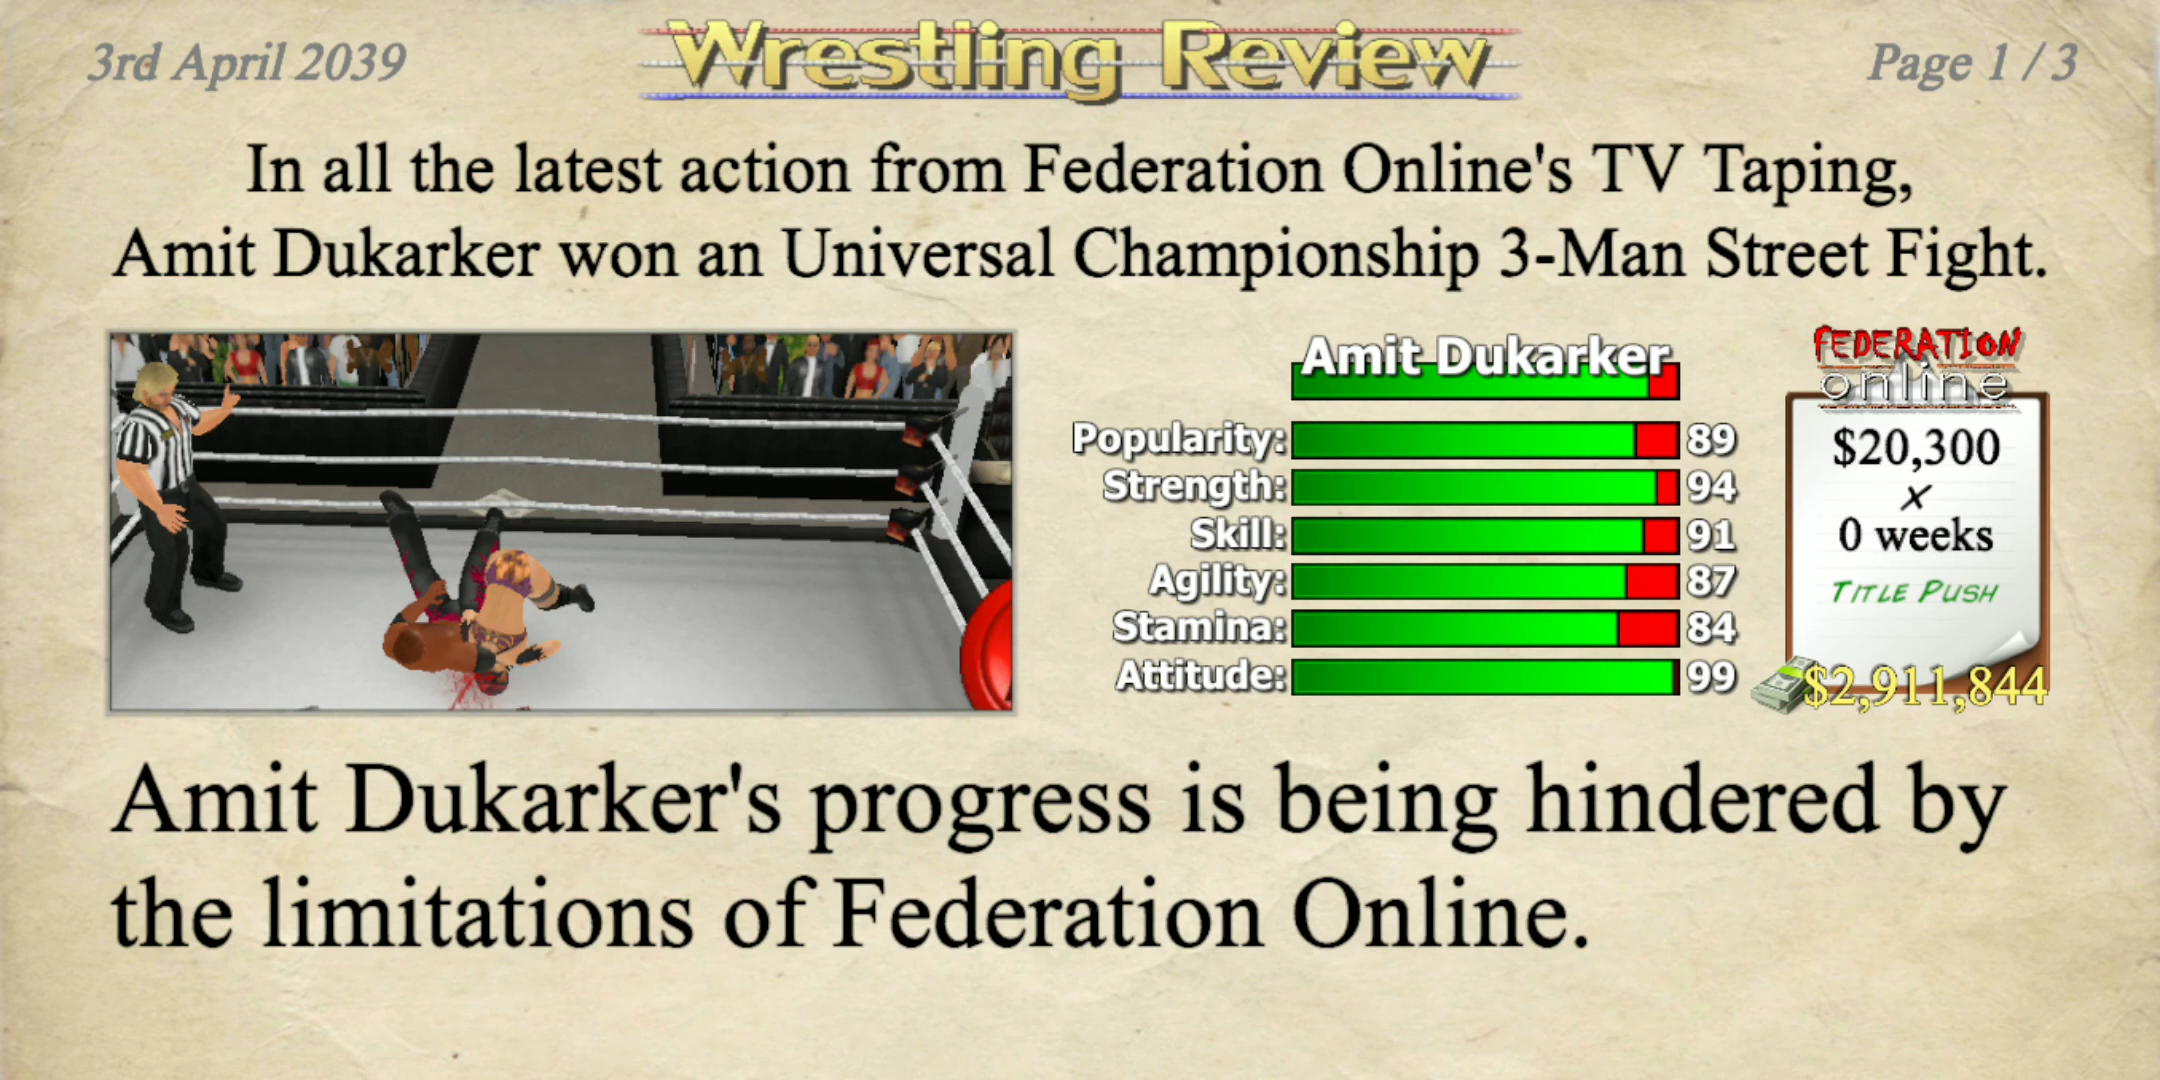 3rd April 2039
Wrestling Review
Page 1 / 3
In all the latest action from Federation Online's TV Taping,
Amit Dukarker won an Universal Championship 3-Man Street Fight.
Amit Dukarker
Popularity: 89
Strength: 94
Skill: 91
Agility: 87
Stamina: 84
Attitude: 99
FEDERATION
online
$20,300
x
0 weeks
TITLE PUSH
$2,911,844
Amit Dukarker's progress is being hindered by
the limitations of Federation Online.